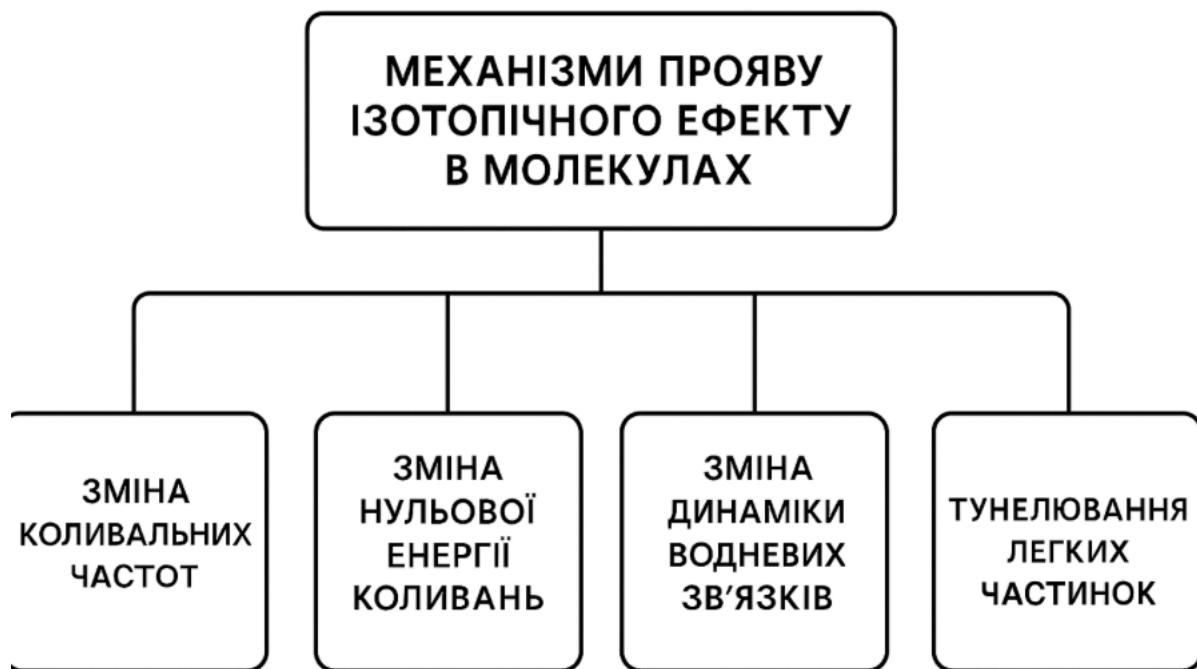 МЕХАНІЗМИ ПРОЯВУ
ІЗОТОПІЧНОГО ЕФЕКТУ
В МОЛЕКУЛАХ
ЗМІНА
КОЛИВАЛЬНИХ
ЧАСТОТ
ЗМІНА
НУЛЬОВОЇ
ЕНЕРГІЇ
КОЛИВАНЬ
ЗМІНА
ДИНАМІКИ
ВОДНЕВИХ
ЗВ’ЯЗКІВ
ТУНЕЛЮВАННЯ
ЛЕГКИХ
ЧАСТИНОК